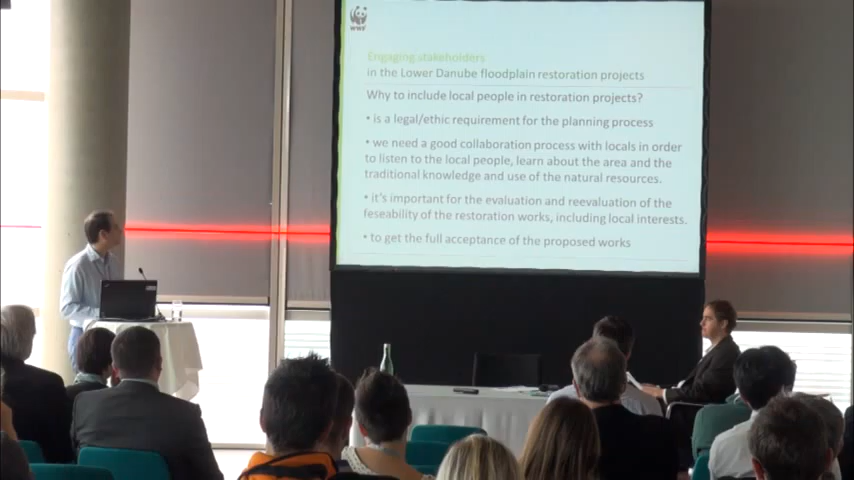 WWF
Engaging stakeholders
in the Lower Danube floodplain restoration projects
Why to include local people in restoration projects?
• is a legal/ethic requirement for the planning process
• we need a good collaboration process with locals in order
to listen to the local people, learn about the area and the
traditional knowledge and use of the natural resources.
• it's important for the evaluation and reevaluation of the
feseability of the restoration works, including local interests.
• to get the full acceptance of the proposed works